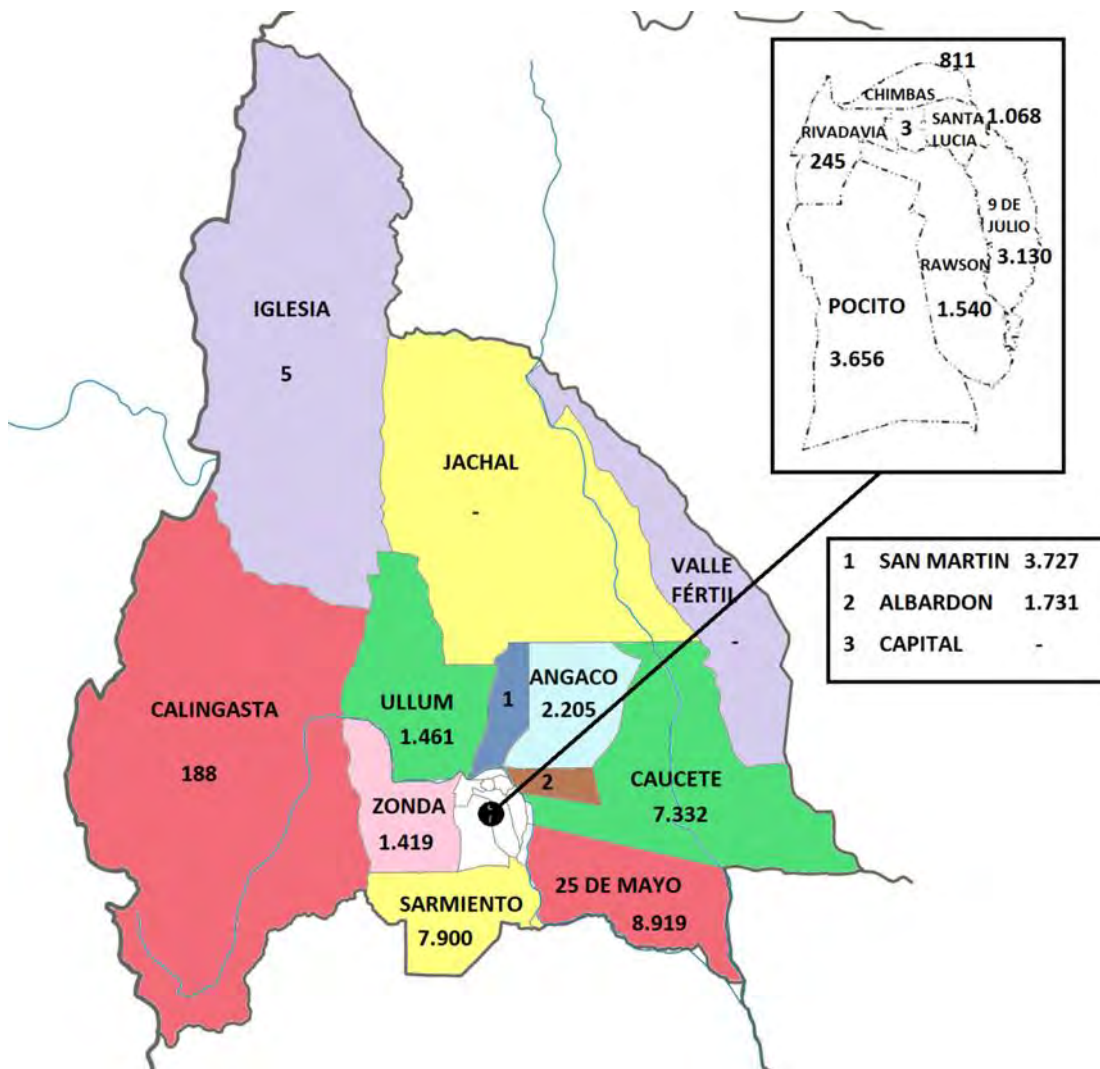 811
CHIMBAS
RIVADAVIA
3
SANTA
LUCIA
1.068
245
9 DE
JULIO
3.130
RAWSON
1.540
POCITO
3.656
IGLESIA
5
JACHAL
-
VALLE
FÉRTIL
-
1 SAN MARTIN 3.727
2 ALBARDON 1.731
3 CAPITAL -
CALINGASTA
188
ULLUM
1.461
1
ANGACO
2.205
2
CAUCETE
7.332
ZONDA
1.419
SARMIENTO
7.900
25 DE MAYO
8.919